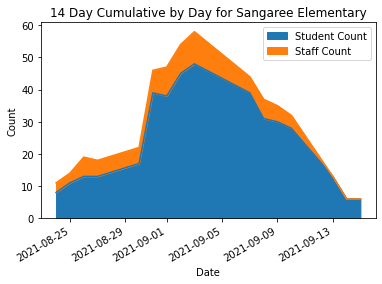 14 Day Cumulative by Day for Sangaree Elementary
Student Count
Staff Count
60
50
40
30
20
10
0
Count
2021-08-25
2021-08-29
2021-09-01
2021-09-05
2021-09-09
2021-09-13
Date